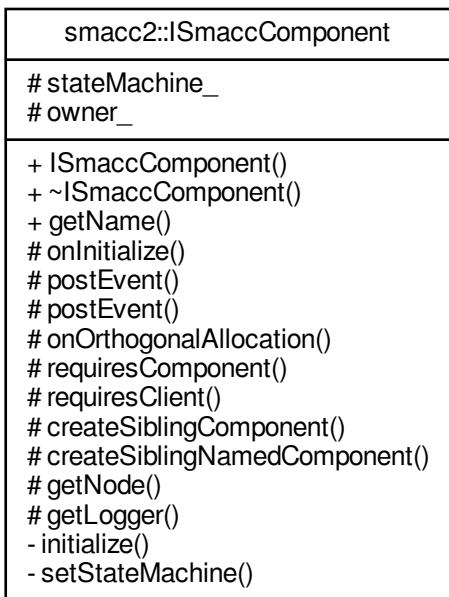 smacc2::ISmaccComponent
# stateMachine_
# owner_
+ ISmaccComponent()
+ ~ISmaccComponent()
+ getName()
# onInitialize()
# postEvent()
# postEvent()
# onOrthogonalAllocation()
# requiresComponent()
# requiresClient()
# createSiblingComponent()
# createSiblingNamedComponent()
# getNode()
# getLogger()
- initialize()
- setStateMachine()